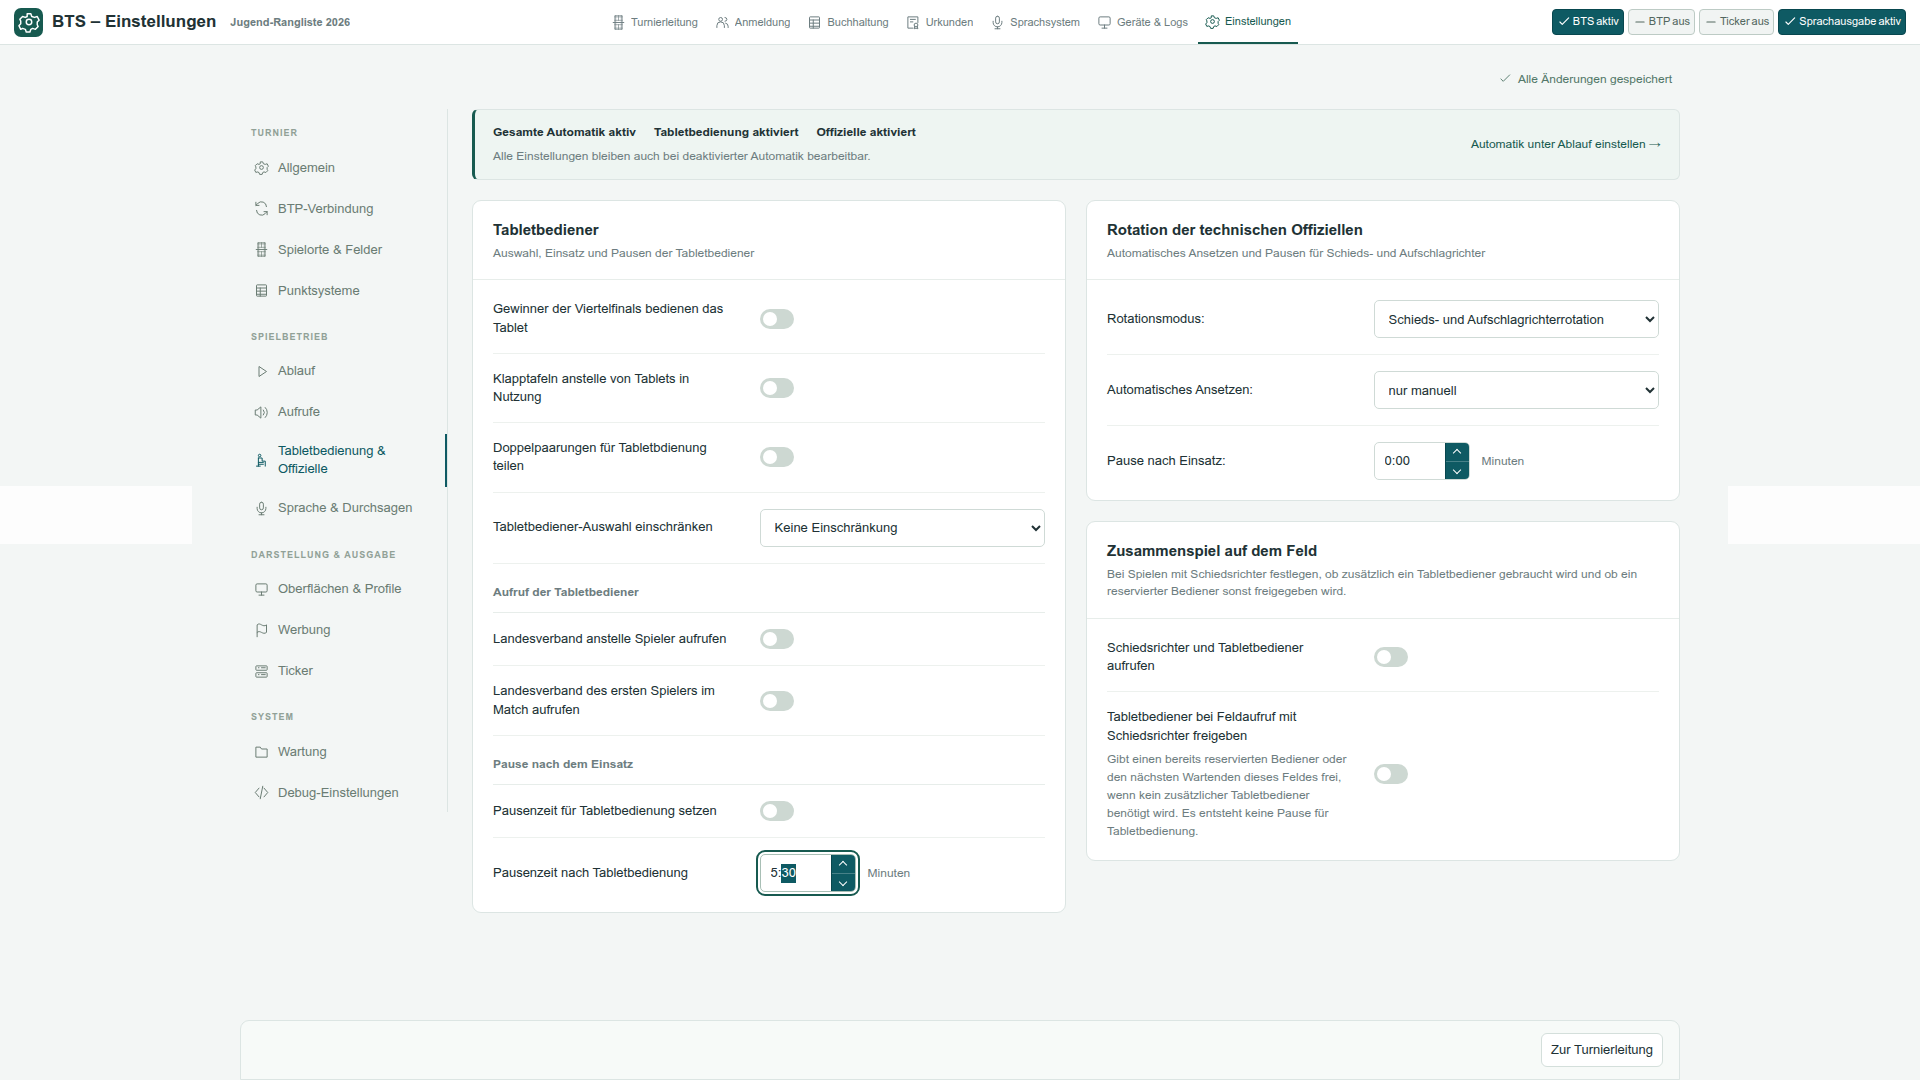 BTS – Einstellungen Jugend-Rangliste 2026
Turnierleitung Anmeldung Buchhaltung Urkunden Sprachsystem Geräte & Logs Einstellungen
BTS aktiv BTP aus Ticker aus Sprachausgabe aktiv
Alle Änderungen gespeichert
TURNIER
Allgemein
BTP-Verbindung
Spielorte & Felder
Punktsysteme
SPIELBETRIEB
Ablauf
Aufrufe
Tabletbedienung &
Offizielle
Sprache & Durchsagen
DARSTELLUNG & AUSGABE
Oberflächen & Profile
Werbung
Ticker
SYSTEM
Wartung
Debug-Einstellungen
Gesamte Automatik aktiv Tabletbedienung aktiviert Offizielle aktiviert
Alle Einstellungen bleiben auch bei deaktivierter Automatik bearbeitbar.
Automatik unter Ablauf einstellen →
Tabletbediener
Auswahl, Einsatz und Pausen der Tabletbediener
Gewinner der Viertelfinals bedienen das
Tablet
Klapptafeln anstelle von Tablets in
Nutzung
Doppelpaarungen für Tabletbdienung
teilen
Tabletbediener-Auswahl einschränken Keine Einschränkung
Aufruf der Tabletbediener
Landesverband anstelle Spieler aufrufen
Landesverband des ersten Spielers im
Match aufrufen
Pause nach dem Einsatz
Pausenzeit für Tabletbedienung setzen
Pausenzeit nach Tabletbedienung 5:30 Minuten
Rotation der technischen Offiziellen
Automatisches Ansetzen und Pausen für Schieds- und Aufschlagrichter
Rotationsmodus: Schieds- und Aufschlagrichterrotation
Automatisches Ansetzen: nur manuell
Pause nach Einsatz: 0:00 Minuten
Zusammenspiel auf dem Feld
Bei Spielen mit Schiedsrichter festlegen, ob zusätzlich ein Tabletbediener gebraucht wird und ob ein
reservierter Bediener sonst freigegeben wird.
Schiedsrichter und Tabletbediener
aufrufen
Tabletbediener bei Feldaufruf mit
Schiedsrichter freigeben
Gibt einen bereits reservierten Bediener oder
den nächsten Wartenden dieses Feldes frei,
wenn kein zusätzlicher Tabletbediener
benötigt wird. Es entsteht keine Pause für
Tabletbedienung.
Zur Turnierleitung